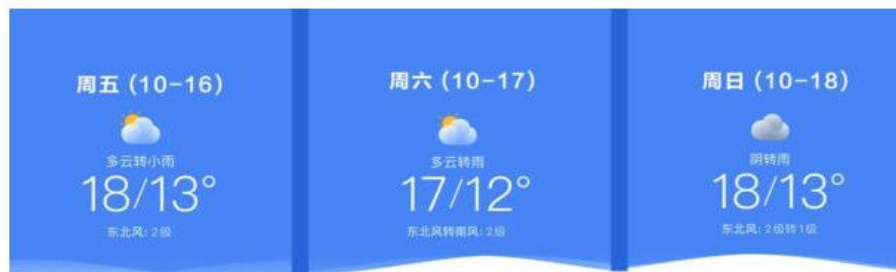 周五 (10-16)
多云转小雨
18/13°
东北风: 2级
周六 (10-17)
多云转雨
17/12°
东北风转南风: 2级
周日 (10-18)
阴转雨
18/13°
东北风: 2级转1级